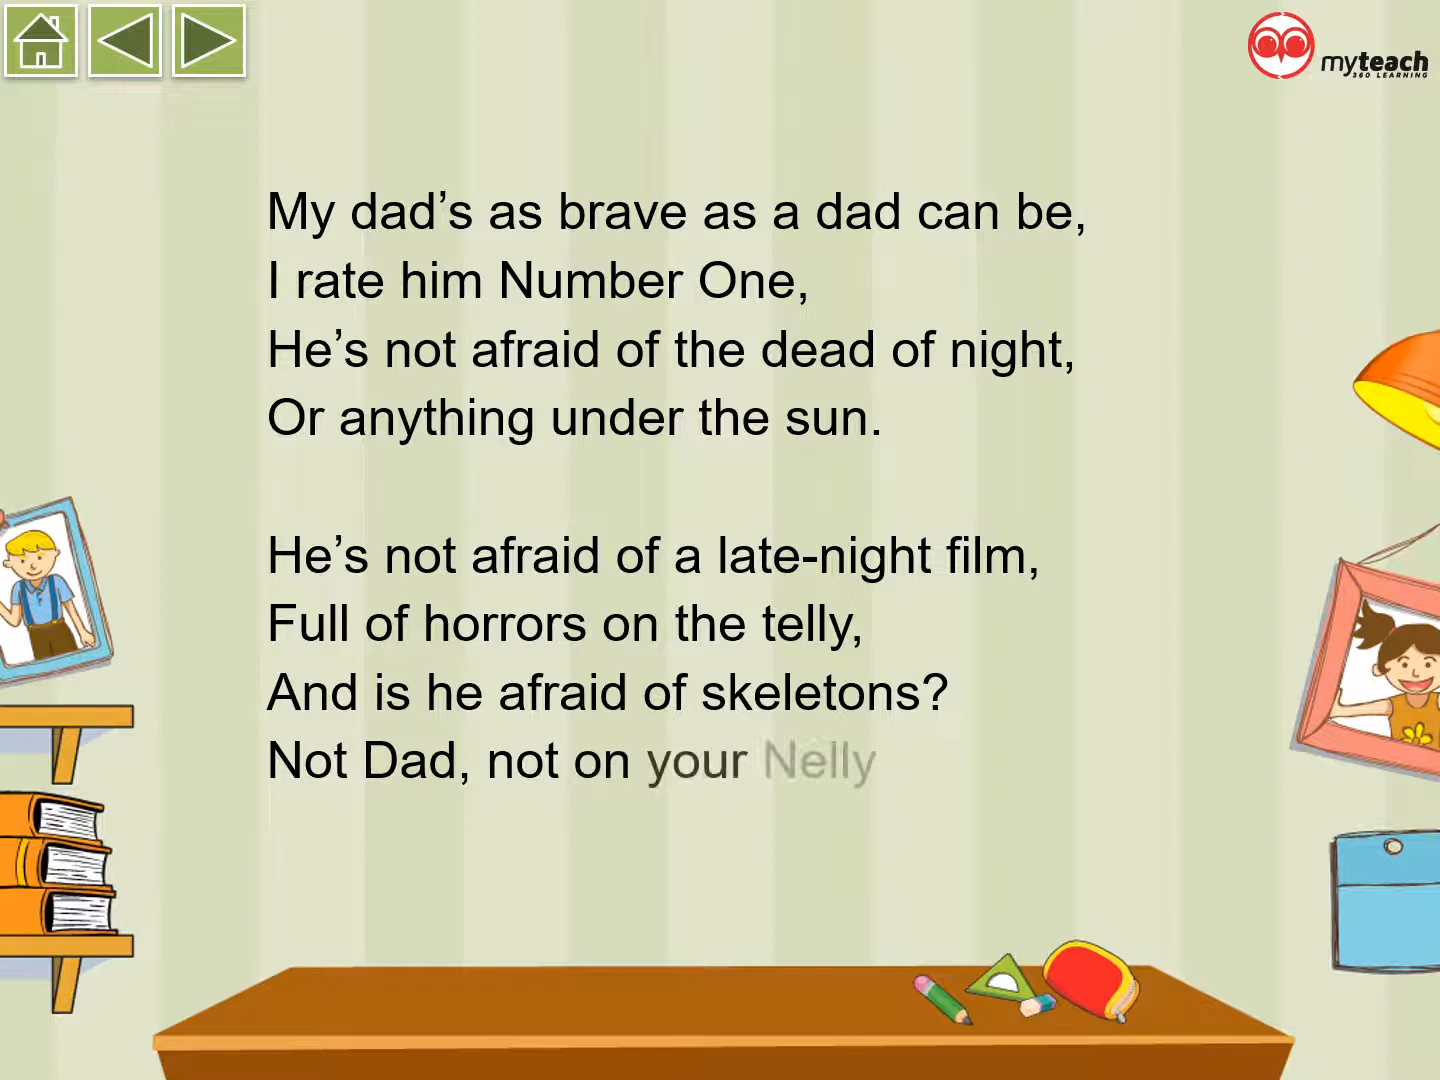 myteach
360 LEARNING
My dad’s as brave as a dad can be,
I rate him Number One,
He’s not afraid of the dead of night,
Or anything under the sun.
He’s not afraid of a late-night film,
Full of horrors on the telly,
And is he afraid of skeletons?
Not Dad, not on your Nelly